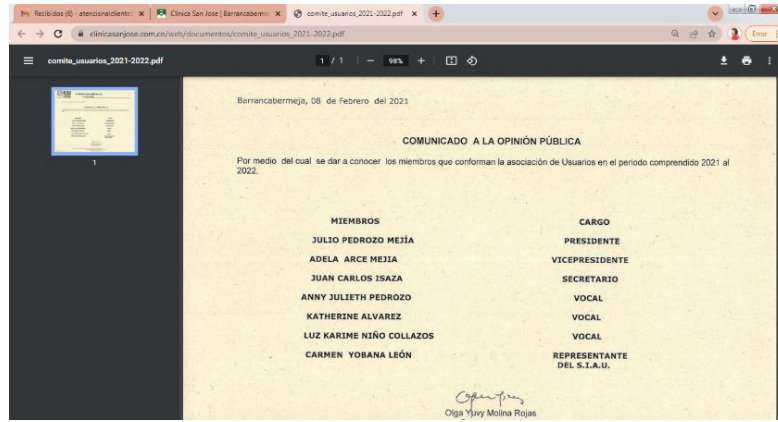 Recibidos (6) - atencionalcliente
Clinica San Jose | Barrancaberm
comite_usuarios_2021-2022.pdf
clinicasanjose.com.co/web/documentos/comite_usuarios_2021-2022.pdf
Error
comite_usuarios_2021-2022.pdf
1 / 1
98%
1
Barrancabermeja, 08 de Febrero del 2021
COMUNICADO A LA OPINIÓN PÚBLICA
Por medio del cual se dar a conocer los miembros que conforman la asociación de Usuarios en el periodo comprendido 2021 al
2022.
MIEMBROS CARGO
JULIO PEDROZO MEJÍA PRESIDENTE
ADELA ARCE MEJIA VICEPRESIDENTE
JUAN CARLOS ISAZA SECRETARIO
ANNY JULIETH PEDROZO VOCAL
KATHERINE ALVAREZ VOCAL
LUZ KARIME NIÑO COLLAZOS VOCAL
CARMEN YOBANA LEÓN REPRESENTANTE
DEL S.I.A.U.
Olga Yuvy Molina Rojas